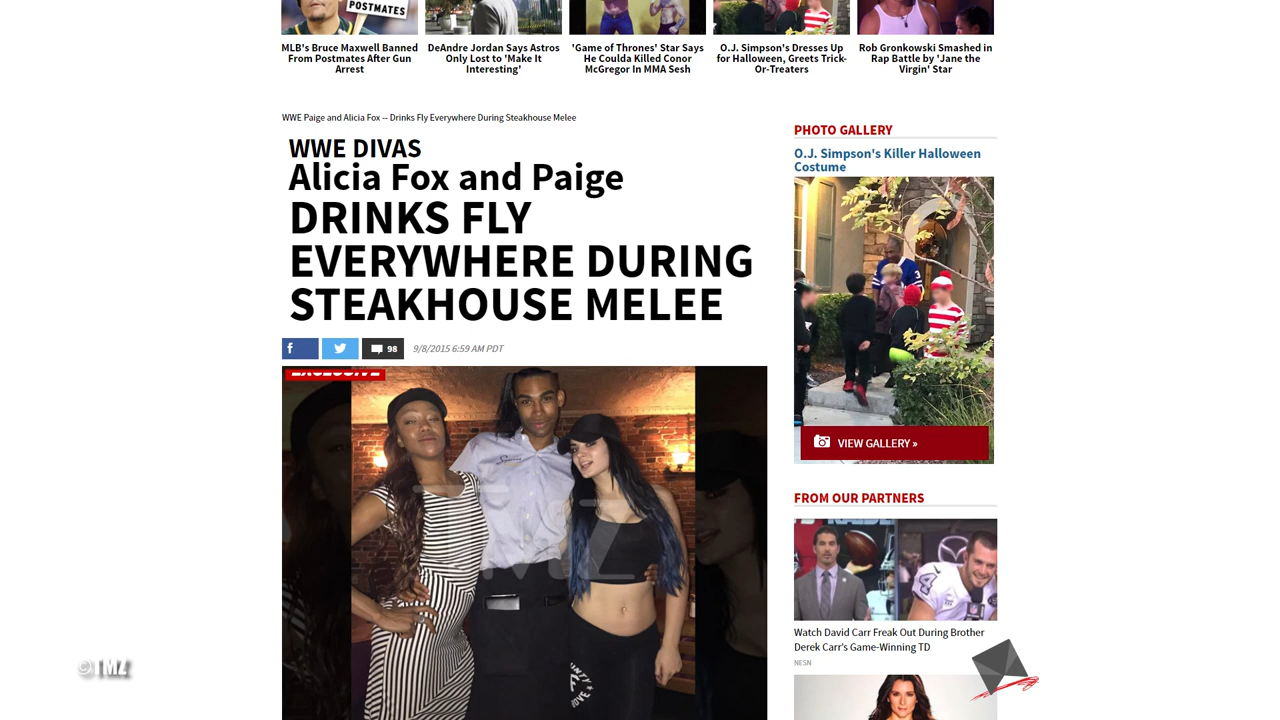 POSTMATES
MLB's Bruce Maxwell Banned
From Postmates After Gun
Arrest
DeAndre Jordan Says Astros
Only Lost to 'Make It
Interesting'
'Game of Thrones' Star Says
He Coulda Killed Conor
McGregor In MMA Sesh
O.J. Simpson's Dresses Up
for Halloween, Greets Trick-
Or-Treaters
Rob Gronkowski Smashed in
Rap Battle by 'Jane the
Virgin' Star
WWE Paige and Alicia Fox -- Drinks Fly Everywhere During Steakhouse Melee
WWE DIVAS
Alicia Fox and Paige
DRINKS FLY
EVERYWHERE DURING
STEAKHOUSE MELEE
98
9/8/2015 6:59 AM PDT
EXCLUSIVE
TMZ
PHOTO GALLERY
O.J. Simpson's Killer Halloween
Costume
3
VIEW GALLERY »
FROM OUR PARTNERS
4
Watch David Carr Freak Out During Brother
Derek Carr's Game-Winning TD
NESN
©TMZ